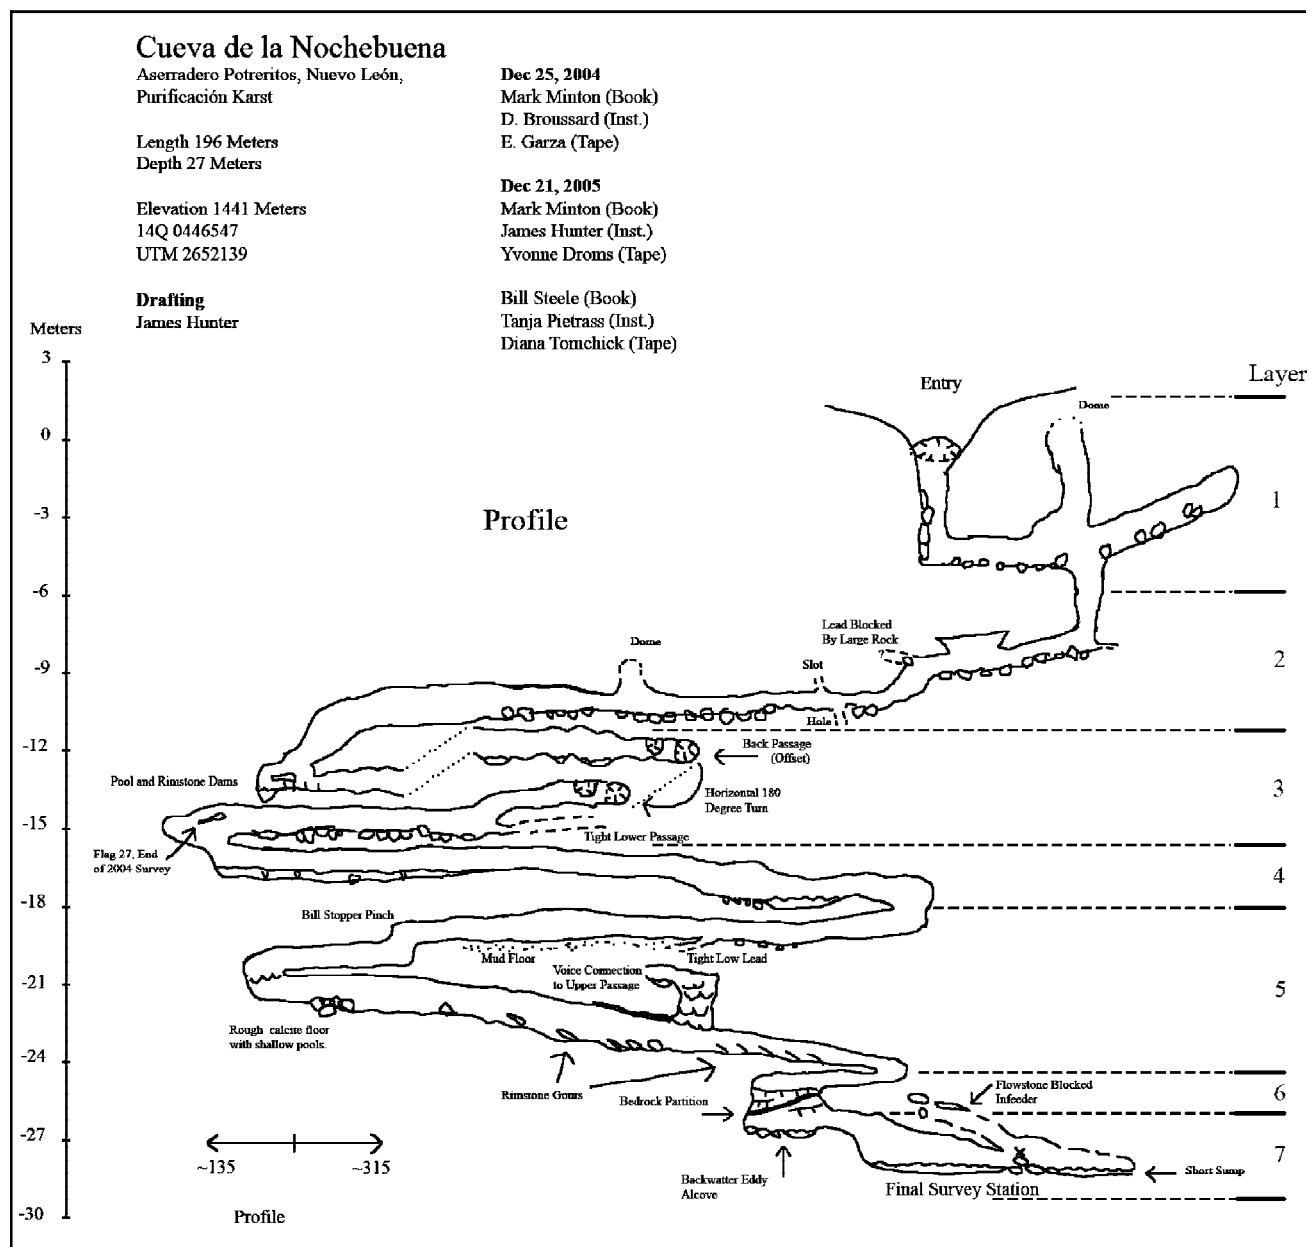 Cueva de la Nochebuena
Aserradero Potreritos, Nuevo León,
Purificación Karst
Length 196 Meters
Depth 27 Meters
Elevation 1441 Meters
14Q 0446547
UTM 2652139
Drafting
James Hunter
Dec 25, 2004
Mark Minton (Book)
D. Broussard (Inst.)
E. Garza (Tape)
Dec 21, 2005
Mark Minton (Book)
James Hunter (Inst.)
Yvonne Droms (Tape)
Bill Steele (Book)
Tanja Pietrass (Inst.)
Diana Tomchick (Tape)
Meters
3
0
-3
-6
-9
-12
-15
-18
-21
-24
-27
-30
Layer
1
2
3
4
5
6
7
Entry
Dome
Profile
Lead Blocked
By Large Rock
?
Dome
Slot
Hole
Back Passage
(Offset)
Pool and Rimstone Dams
Horizontal 180
Degree Turn
Tight Lower Passage
Flag 27, End
of 2004 Survey
Bill Stopper Pinch
Mud Floor
Tight Low Lead
Voice Connection
to Upper Passage
Rough calcite floor
with shallow pools.
Rimstone Gours
Bedrock Partition
Flowstone Blocked
Infeeder
Backwatter Eddy
Alcove
Final Survey Station
Short Sump
~135
~315
Profile